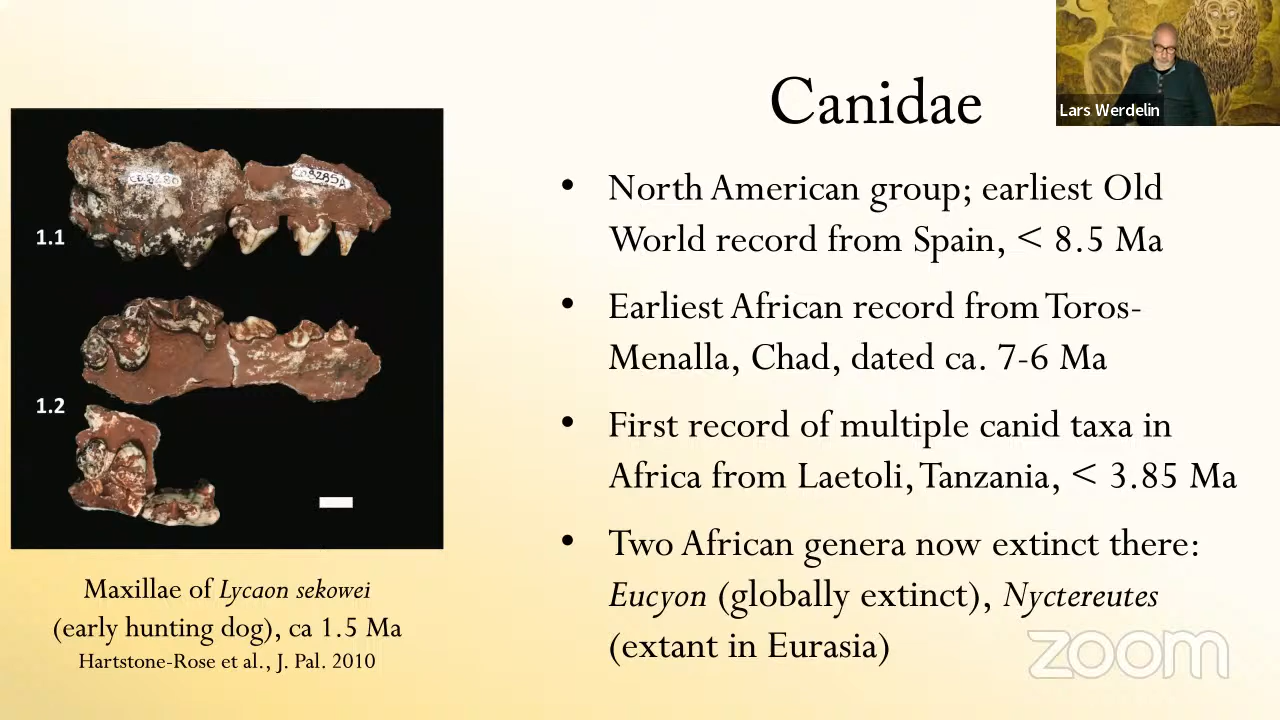 Canidae
Lars Werdelin
• North American group; earliest Old
World record from Spain, < 8.5 Ma
• Earliest African record from Toros-
Menalla, Chad, dated ca. 7-6 Ma
• First record of multiple canid taxa in
Africa from Laetoli, Tanzania, < 3.85 Ma
• Two African genera now extinct there:
Eucyon (globally extinct), Nyctereutes
(extant in Eurasia)
1.1
1.2
Maxillae of Lycaon sekowei
(early hunting dog), ca 1.5 Ma
Hartstone-Rose et al., J. Pal. 2010
zoom